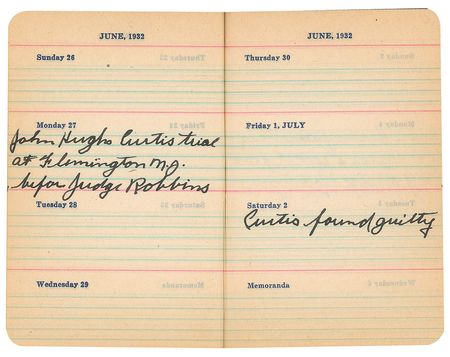 JUNE, 1932
Sunday 26
Monday 27
John Hughs Curtis trial
at Flemington N.J.
befor Judge Robbins
Tuesday 28
Wednesday 29
JUNE, 1932
Thursday 30
Friday 1, JULY
Saturday 2
Curtis found guilty
Memoranda